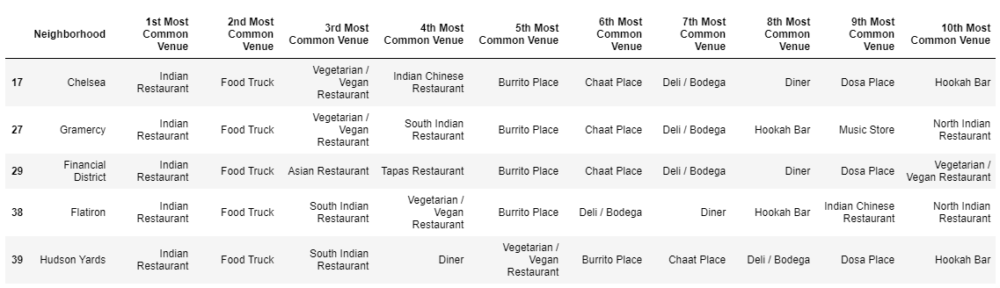 Neighborhood 1st Most Common Venue 2nd Most Common Venue 3rd Most Common Venue 4th Most Common Venue 5th Most Common Venue 6th Most Common Venue 7th Most Common Venue 8th Most Common Venue 9th Most Common Venue 10th Most Common Venue
17 Chelsea Indian Restaurant Food Truck Vegetarian / Vegan Restaurant Indian Chinese Restaurant Burrito Place Chaat Place Deli / Bodega Diner Dosa Place Hookah Bar
27 Gramercy Indian Restaurant Food Truck Vegetarian / Vegan Restaurant South Indian Restaurant Burrito Place Chaat Place Deli / Bodega Hookah Bar Music Store North Indian Restaurant
29 Financial District Indian Restaurant Food Truck Asian Restaurant Tapas Restaurant Burrito Place Chaat Place Deli / Bodega Diner Dosa Place Vegetarian / Vegan Restaurant
38 Flatiron Indian Restaurant Food Truck South Indian Restaurant Vegetarian / Vegan Restaurant Burrito Place Deli / Bodega Diner Hookah Bar Indian Chinese Restaurant North Indian Restaurant
39 Hudson Yards Indian Restaurant Food Truck South Indian Restaurant Diner Vegetarian / Vegan Restaurant Burrito Place Chaat Place Deli / Bodega Dosa Place Hookah Bar